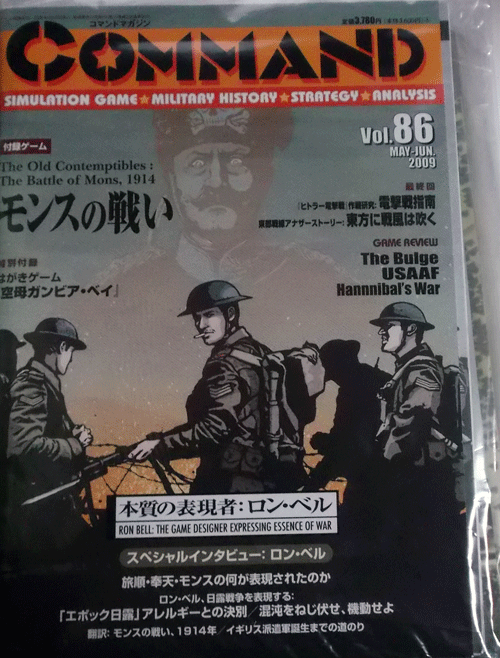 コマンドマガジン
定価3,780円
COMMAND
SIMULATION GAME★MILITARY HISTORY★STRATEGY★ANALYSIS
Vol.86
MAY-JUN.
2009
付録ゲーム
The Old Contemptibles :
The Battle of Mons, 1914
モンスの戦い
最終回
「ヒトラー電撃戦」作戦研究: 電撃戦指南
東部戦線アナザーストーリー: 東方に戦風は吹く
GAME REVIEW
The Bulge
USAAF
Hannnibal's War
特別付録
はがきゲーム
空母ガンビア・ベイ』
本質の表現者:ロン・ベル
RON BELL: THE GAME DESIGNER EXPRESSING ESSENCE OF WAR
スペシャルインタビュー: ロン・ベル
旅順・奉天・モンスの何が表現されたのか
ロン・ベル、日露戦争を表現する:
「エポック日露」アレルギーとの決別/混沌をねじ伏せ、機動せよ
翻訳: モンスの戦い、1914年/イギリス派遣軍誕生までの道のり